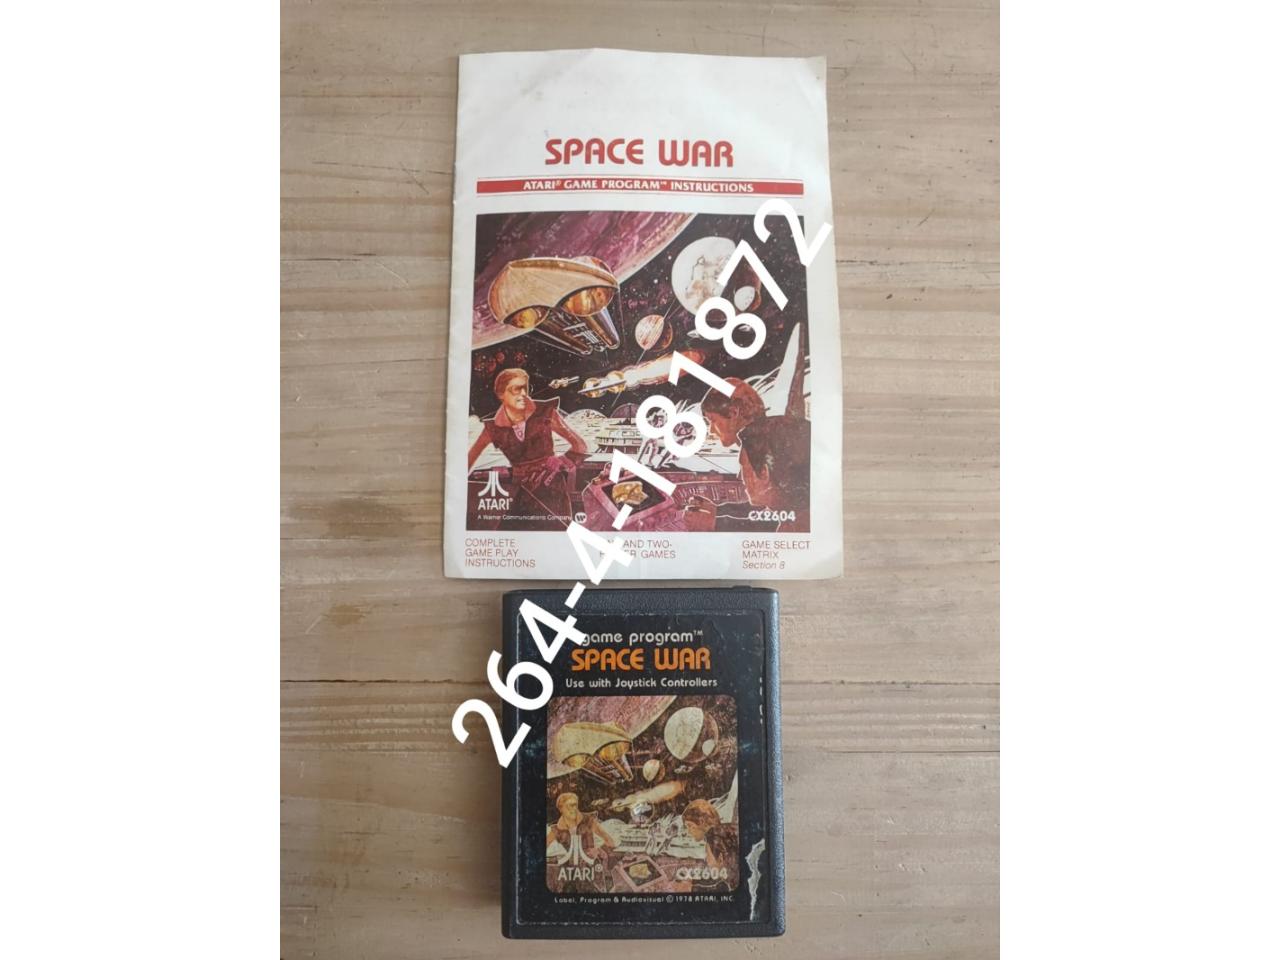 SPACE WAR
ATARI® GAME PROGRAM™ INSTRUCTIONS
ATARI®
A Warner Communications Company
CX2604
COMPLETE
GAME PLAY
INSTRUCTIONS
AND TWO-
GAMES
GAME SELECT
MATRIX
Section 8
264-4-181872
game program™
SPACE WAR
Use with Joystick Controllers
ATARI®
CX2604
Label, Program & Audiovisual © 1978 ATARI, INC.